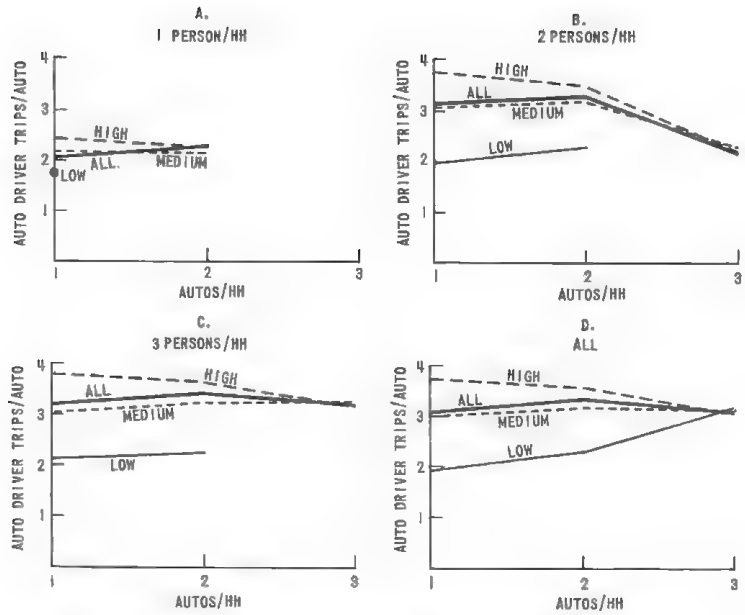 A.
1 PERSON/HH
AUTO DRIVER TRIPS/AUTO
4
3
2
1
HIGH
ALL.
MEDIUM
LOW
1
2
3
AUTOS/HH
B.
2 PERSONS/HH
AUTO DRIVER TRIPS/AUTO
4
3
2
1
HIGH
ALL
MEDIUM
LOW
1
2
3
AUTOS/HH
C.
3 PERSONS/HH
AUTO DRIVER TRIPS/AUTO
4
3
2
1
HIGH
ALL
MEDIUM
LOW
1
2
3
AUTOS/HH
D.
ALL
AUTO DRIVER TRIPS/AUTO
4
3
2
1
HIGH
ALL
MEDIUM
LOW
1
2
3
AUTOS/HH